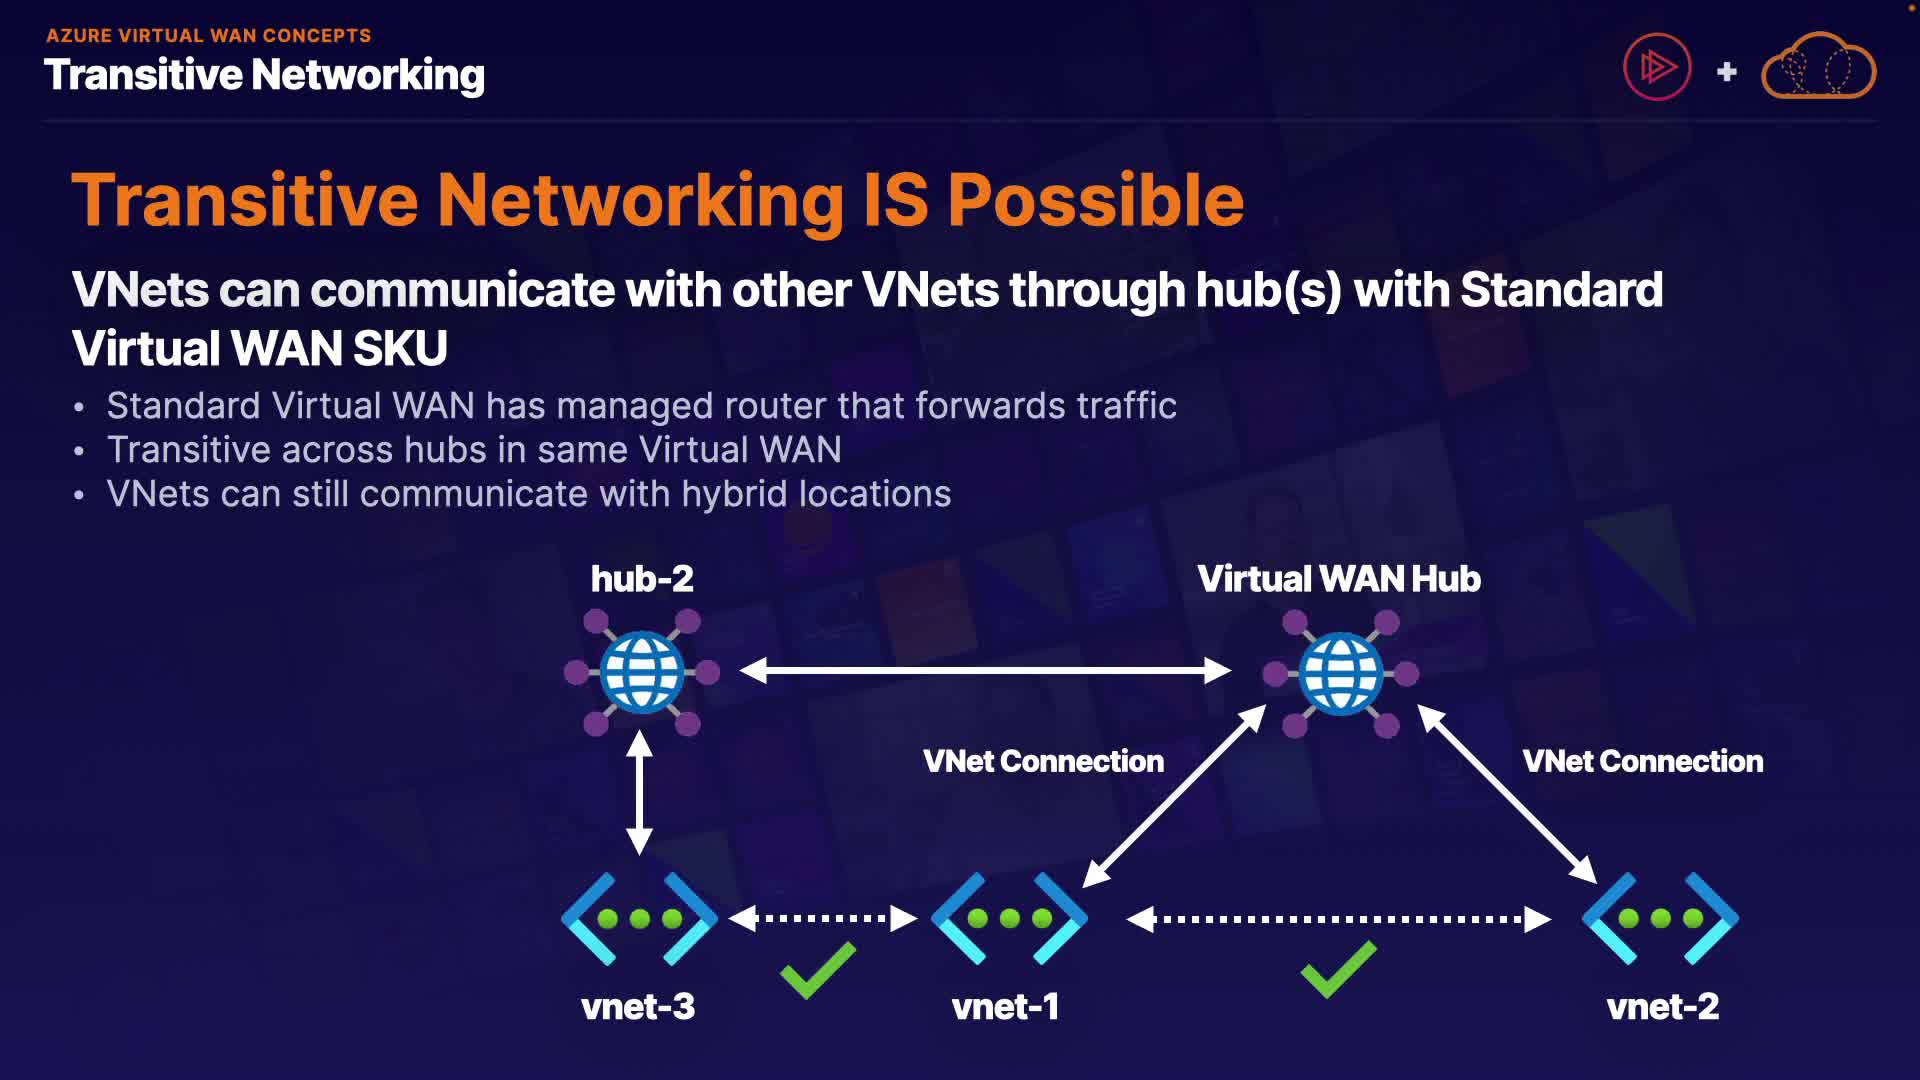 AZURE VIRTUAL WAN CONCEPTS
Transitive Networking
Transitive Networking IS Possible
VNets can communicate with other VNets through hub(s) with Standard
Virtual WAN SKU
• Standard Virtual WAN has managed router that forwards traffic
• Transitive across hubs in same Virtual WAN
• VNets can still communicate with hybrid locations
hub-2
Virtual WAN Hub
VNet Connection
VNet Connection
vnet-3
vnet-1
vnet-2